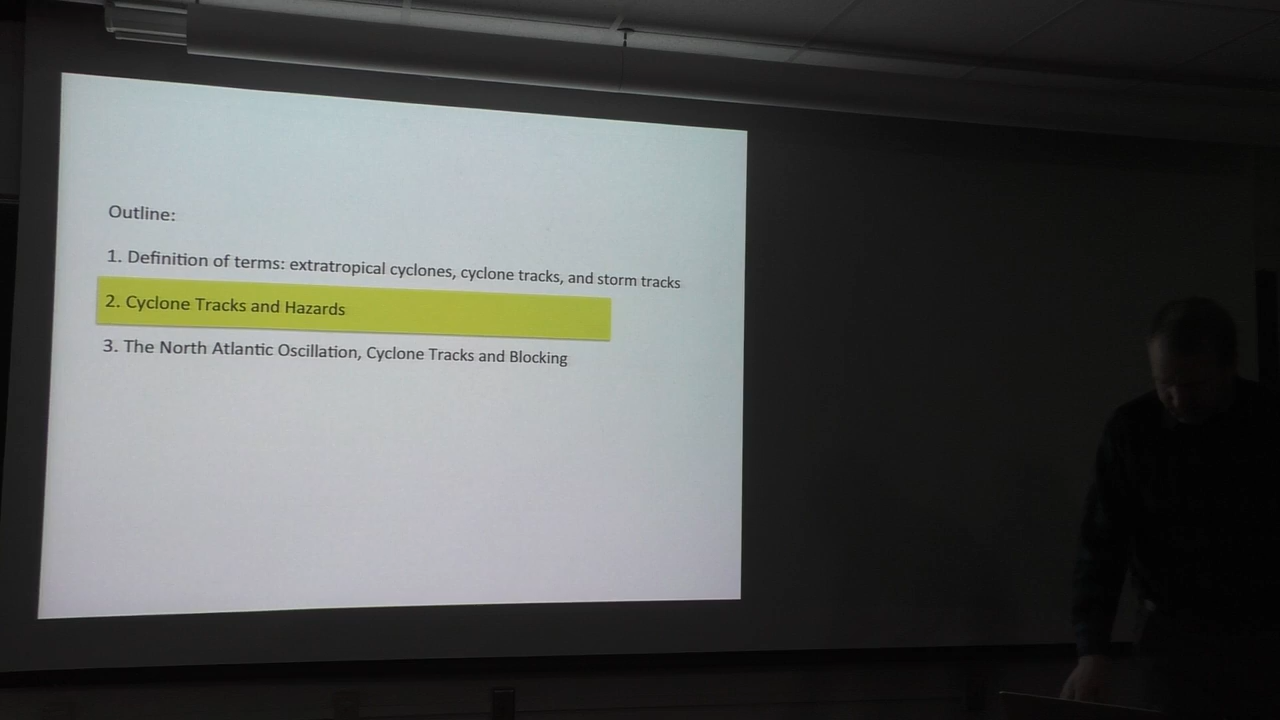 Outline:
1. Definition of terms: extratropical cyclones, cyclone tracks, and storm tracks
2. Cyclone Tracks and Hazards
3. The North Atlantic Oscillation, Cyclone Tracks and Blocking